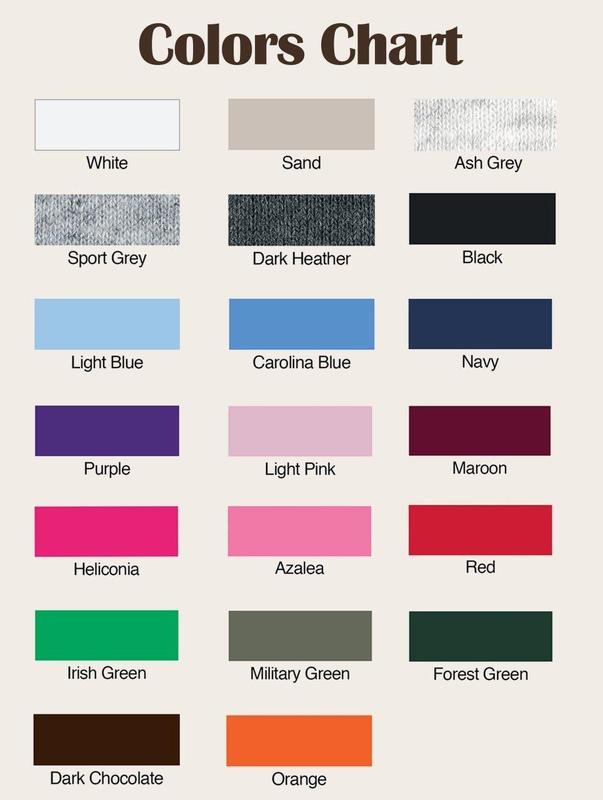 Colors Chart
White
Sand
Ash Grey
Sport Grey
Dark Heather
Black
Light Blue
Carolina Blue
Navy
Purple
Light Pink
Maroon
Heliconia
Azalea
Red
Irish Green
Military Green
Forest Green
Dark Chocolate
Orange